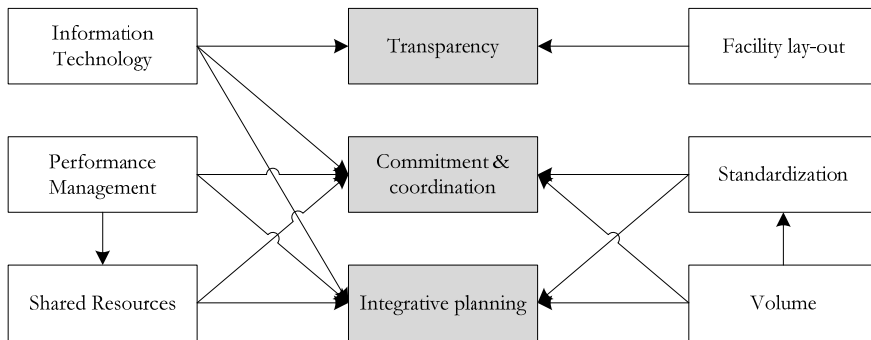 Information
Technology
Transparency
Facility lay-out
Performance
Management
Commitment &
coordination
Standardization
Shared Resources
Integrative planning
Volume